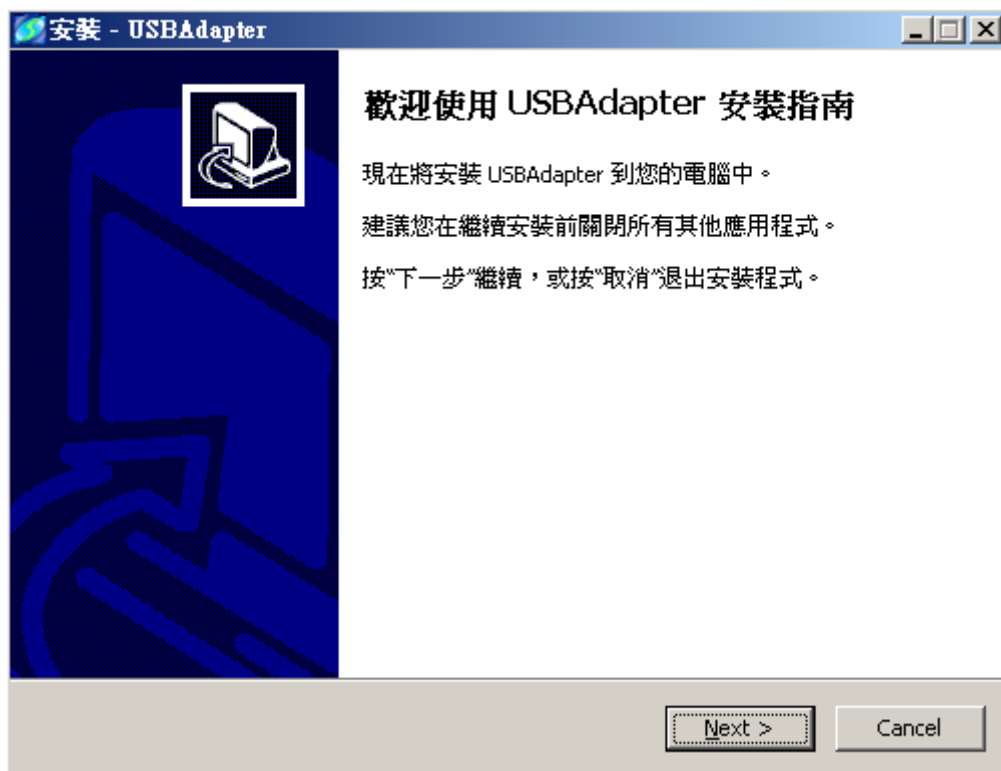 安裝 - USBAdapter
歡迎使用 USBAdapter 安裝指南
現在將安裝 USBAdapter 到您的電腦中。
建議您在繼續安裝前關閉所有其他應用程式。
按"下一步"繼續，或按"取消"退出安裝程式。
Next >
Cancel